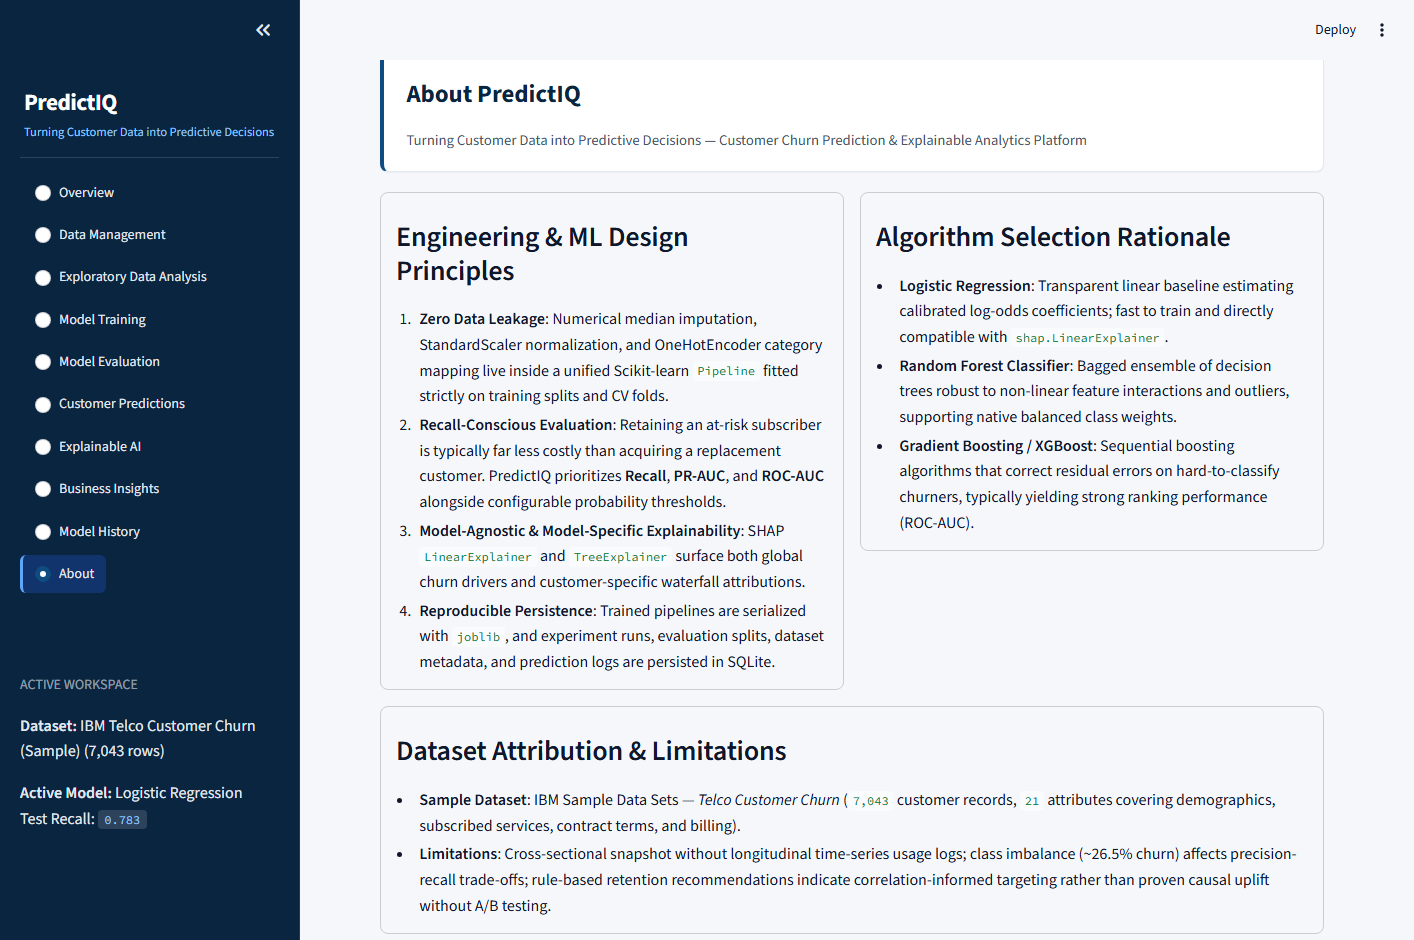 Deploy
PredictIQ
Turning Customer Data into Predictive Decisions
Overview
Data Management
Exploratory Data Analysis
Model Training
Model Evaluation
Customer Predictions
Explainable AI
Business Insights
Model History
About
ACTIVE WORKSPACE
Dataset: IBM Telco Customer Churn
(Sample) (7,043 rows)
Active Model: Logistic Regression
Test Recall: 0.783
About PredictIQ
Turning Customer Data into Predictive Decisions — Customer Churn Prediction & Explainable Analytics Platform
Engineering & ML Design
Principles
1. Zero Data Leakage: Numerical median imputation,
StandardScaler normalization, and OneHotEncoder category
mapping live inside a unified Scikit-learn Pipeline fitted
strictly on training splits and CV folds.
2. Recall-Conscious Evaluation: Retaining an at-risk subscriber
is typically far less costly than acquiring a replacement
customer. PredictIQ prioritizes Recall, PR-AUC, and ROC-AUC
alongside configurable probability thresholds.
3. Model-Agnostic & Model-Specific Explainability: SHAP
LinearExplainer and TreeExplainer surface both global
churn drivers and customer-specific waterfall attributions.
4. Reproducible Persistence: Trained pipelines are serialized
with joblib , and experiment runs, evaluation splits, dataset
metadata, and prediction logs are persisted in SQLite.
Algorithm Selection Rationale
• Logistic Regression: Transparent linear baseline estimating
calibrated log-odds coefficients; fast to train and directly
compatible with shap.LinearExplainer .
• Random Forest Classifier: Bagged ensemble of decision
trees robust to non-linear feature interactions and outliers,
supporting native balanced class weights.
• Gradient Boosting / XGBoost: Sequential boosting
algorithms that correct residual errors on hard-to-classify
churners, typically yielding strong ranking performance
(ROC-AUC).
Dataset Attribution & Limitations
• Sample Dataset: IBM Sample Data Sets — Telco Customer Churn ( 7,043 customer records, 21 attributes covering demographics,
subscribed services, contract terms, and billing).
• Limitations: Cross-sectional snapshot without longitudinal time-series usage logs; class imbalance (~26.5% churn) affects precision-
recall trade-offs; rule-based retention recommendations indicate correlation-informed targeting rather than proven causal uplift
without A/B testing.